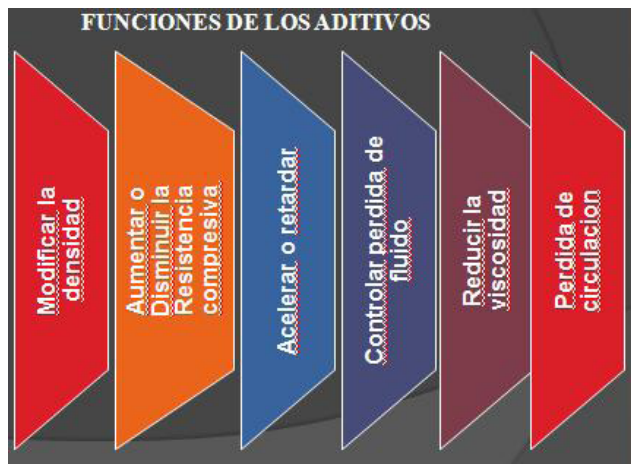 FUNCIONES DE LOS ADITIVOS
Modificar la
densidad
Aumentar o
Disminuir la
Resistencia
compresiva
Acelerar o retardar
Controlar perdida de
fluido
Reducir la
viscosidad
Perdida de
circulacion